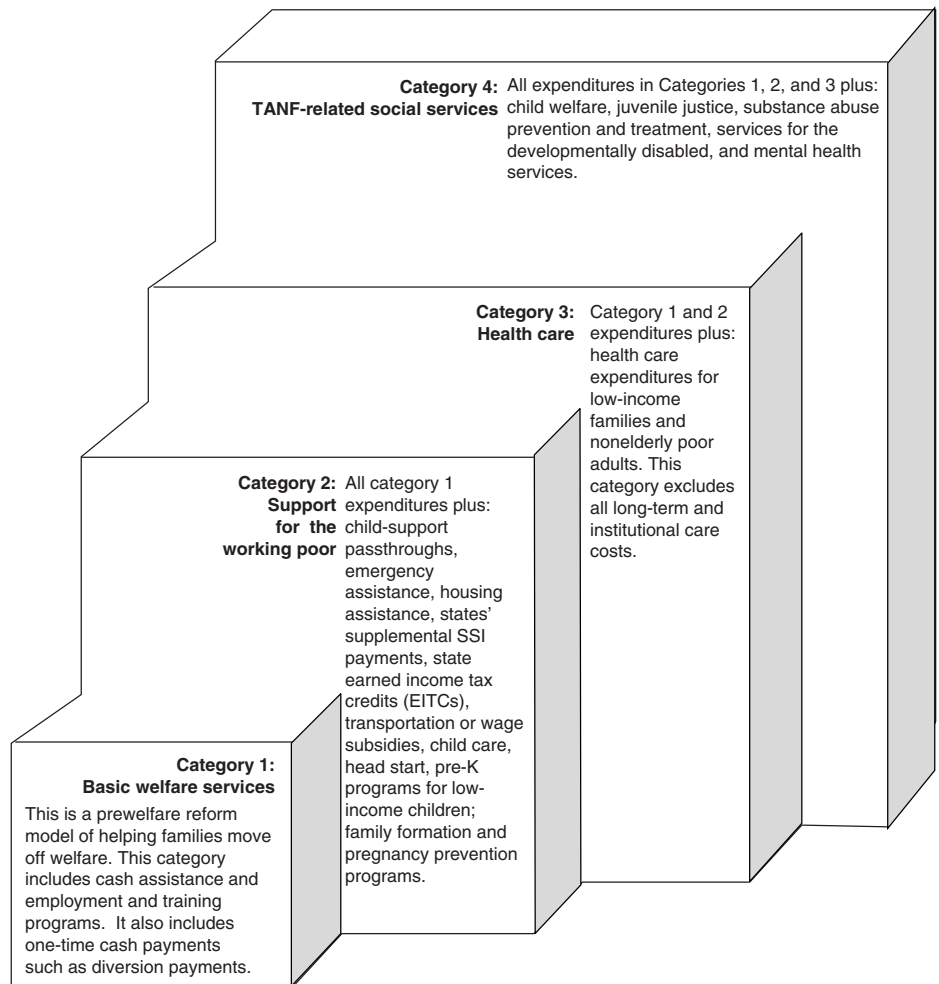 Category 4:
TANF-related social services
All expenditures in Categories 1, 2, and 3 plus:
child welfare, juvenile justice, substance abuse
prevention and treatment, services for the
developmentally disabled, and mental health
services.
Category 3:
Health care
Category 1 and 2
expenditures plus:
health care
expenditures for
low-income
families and
nonelderly poor
adults. This
category excludes
all long-term and
institutional care
costs.
Category 2:
Support
for the
working poor
All category 1
expenditures plus:
child-support
passthroughs,
emergency
assistance, housing
assistance, states'
supplemental SSI
payments, state
earned income tax
credits (EITCs),
transportation or wage
subsidies, child care,
head start, pre-K
programs for low-
income children;
family formation and
pregnancy prevention
programs.
Category 1:
Basic welfare services
This is a prewelfare reform
model of helping families move
off welfare. This category
includes cash assistance and
employment and training
programs. It also includes
one-time cash payments
such as diversion payments.